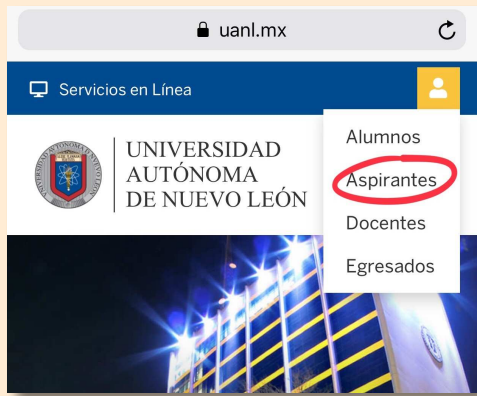 uanl.mx
Servicios en Línea
Alumnos
UNIVERSIDAD
AUTÓNOMA
DE NUEVO LEÓN
Aspirantes
Docentes
Egresados